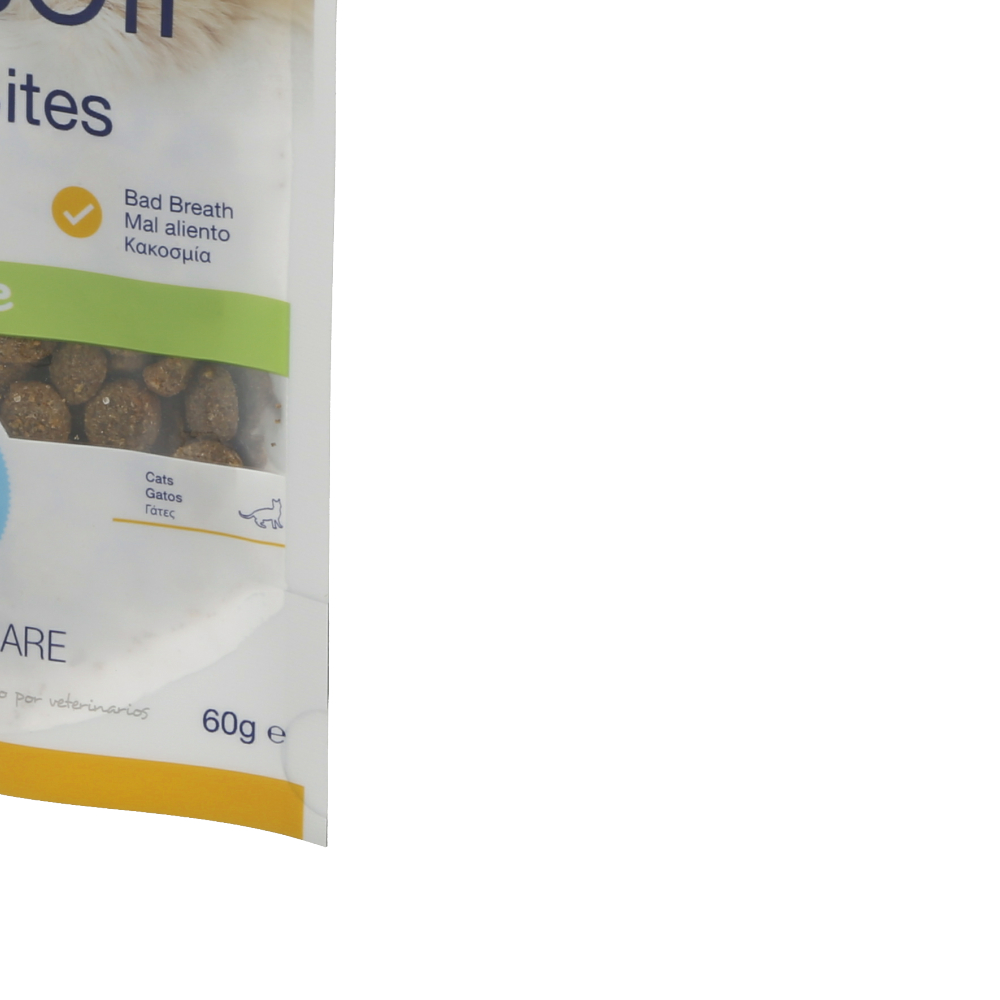 ites
Bad Breath
Mal aliento
Κακοσμία
e
Cats
Gatos
Γάτες
ARE
o por veterinarios
60g ℮